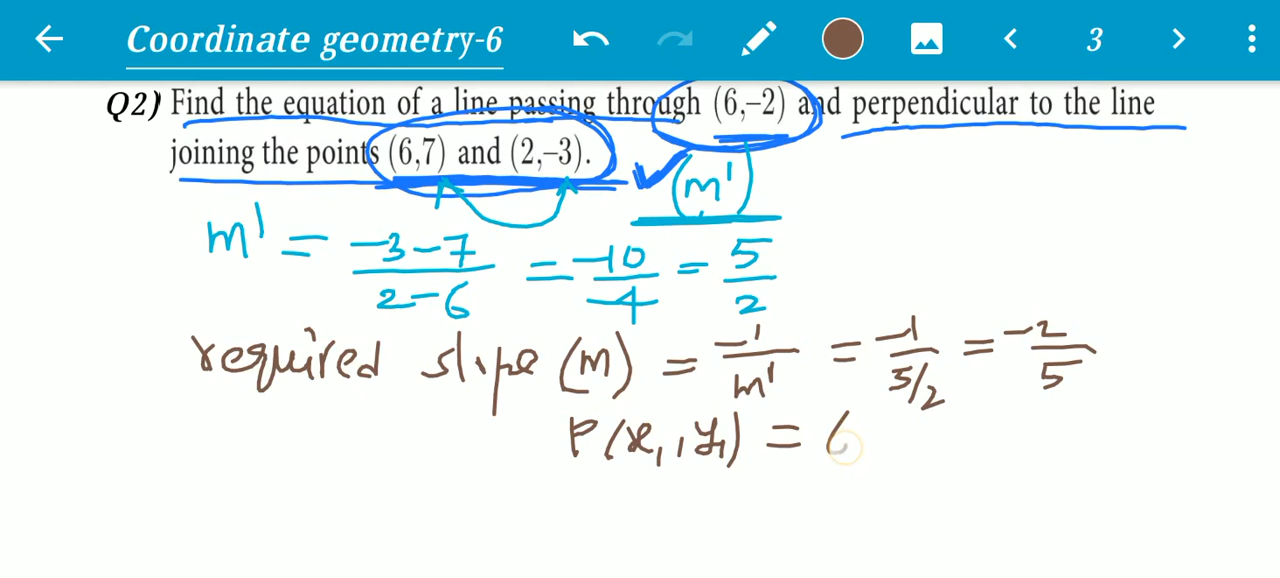 Coordinate geometry-6
3
Q2) Find the equation of a line passing through (6,–2) and perpendicular to the line
joining the points (6,7) and (2,–3).
(m')
m' = -3-7/2-6 = -10/-4 = 5/2
required slope (m) = -1/m' = -1/5/2 = -2/5
P(x₁, y₁) = (